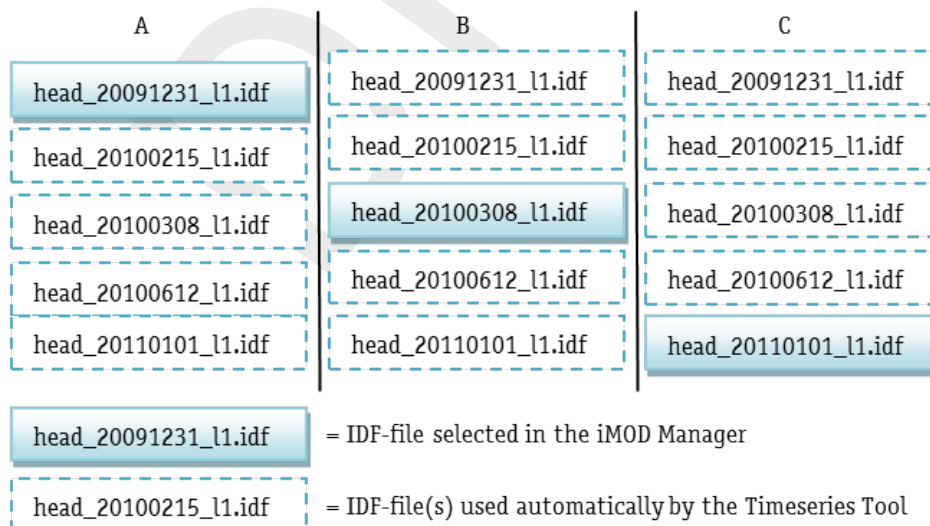 A
B
C
head_20091231_l1.idf
head_20091231_l1.idf
head_20091231_l1.idf
head_20100215_l1.idf
head_20100215_l1.idf
head_20100215_l1.idf
head_20100308_l1.idf
head_20100308_l1.idf
head_20100308_l1.idf
head_20100612_l1.idf
head_20100612_l1.idf
head_20100612_l1.idf
head_20110101_l1.idf
head_20110101_l1.idf
head_20110101_l1.idf
head_20091231_l1.idf
= IDF-file selected in the iMOD Manager
head_20100215_l1.idf
= IDF-file(s) used automatically by the Timeseries Tool